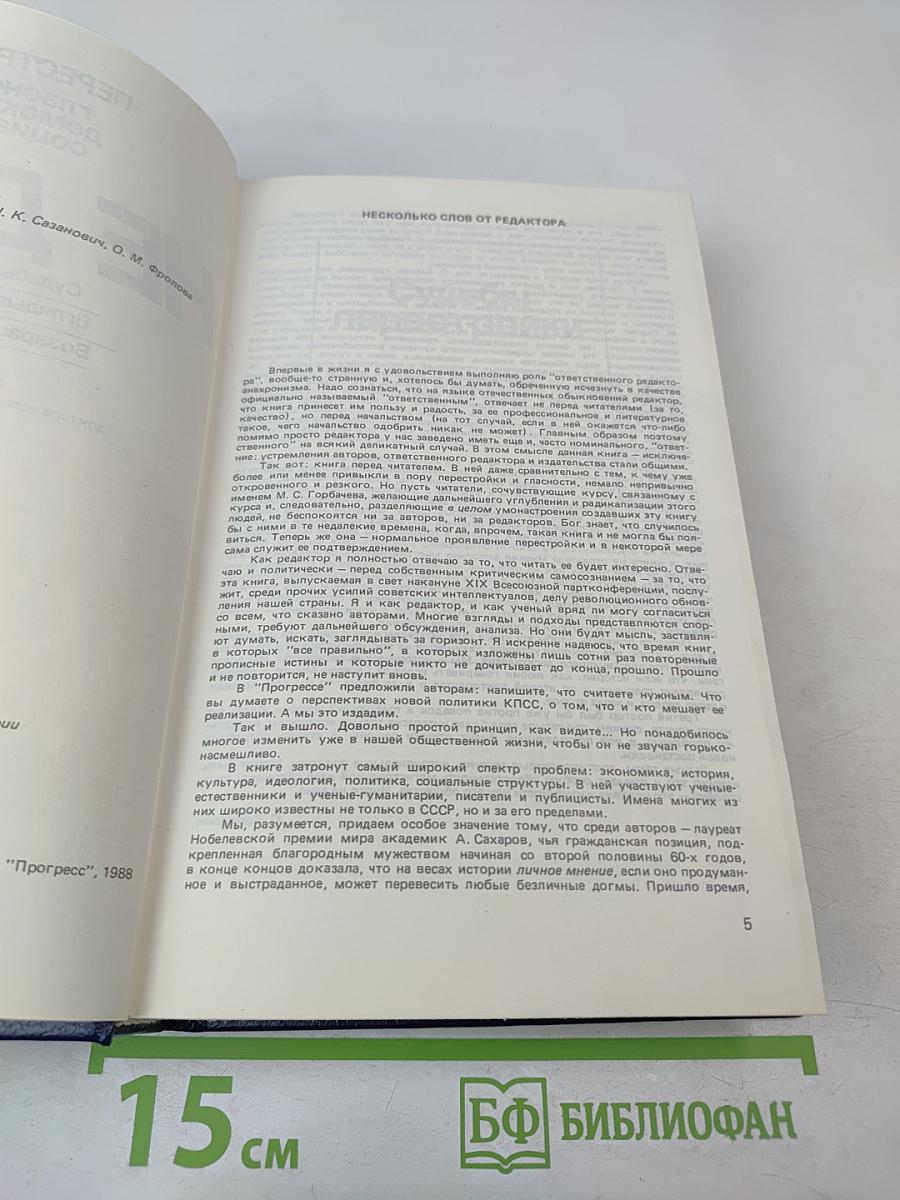 К. Сазанович, О. М. Фролова
"Прогресс", 1988
НЕСКОЛЬКО СЛОВ ОТ РЕДАКТОРА
Впервые в жизни я с удовольствием выполняю роль "ответственного редакто-
ра", вообще-то странную и, хотелось бы думать, обреченную исчезнуть в качестве
анахронизма. Надо сознаться, что на языке отечественных обыкновений редактор,
официально называемый "ответственным", отвечает не перед читателями (за то,
что книга принесет им пользу и радость, за ее профессиональное и литературное
качество), но перед начальством (на тот случай, если в ней окажется что-либо
такое, чего начальство одобрить никак не может). Главным образом поэтому
помимо просто редактора у нас заведено иметь еще и, часто номинального, "ответ-
ственного" на всякий деликатный случай. В этом смысле данная книга — исключе-
ние: устремления авторов, ответственного редактора и издательства стали общими.
Так вот: книга перед читателем. В ней даже сравнительно с тем, к чему уже
более или менее привыкли в пору перестройки и гласности, немало непривычно
откровенного и резкого. Но пусть читатели, сочувствующие курсу, связанному с
именем М. С. Горбачева, желающие дальнейшего углубления и радикализации этого
курса и, следовательно, разделяющие в целом умонастроения создавших эту книгу
людей, не беспокоятся ни за авторов, ни за редакторов. Бог знает, что случилось
бы с ними в те недалекие времена, когда, впрочем, такая книга и не могла бы поя-
виться. Теперь же она — нормальное проявление перестройки и в некоторой мере
сама служит ее подтверждением.
Как редактор я полностью отвечаю за то, что читать ее будет интересно. Отве-
чаю и политически — перед собственным критическим самосознанием — за то, что
эта книга, выпускаемая в свет накануне XIX Всесоюзной партконференции, послу-
жит, среди прочих усилий советских интеллектуалов, делу революционного обнов-
ления нашей страны. Я и как редактор, и как ученый вряд ли могу согласиться
со всем, что сказано авторами. Многие взгляды и подходы представляются спор-
ными, требуют дальнейшего обсуждения, анализа. Но они будят мысль, заставля-
ют думать, искать, заглядывать за горизонт. Я искренне надеюсь, что время книг,
в которых "все правильно", в которых изложены лишь сотни раз повторенные
прописные истины и которые никто не дочитывает до конца, прошло. Прошло
и не повторится, не наступит вновь.
В "Прогрессе" предложили авторам: напишите, что считаете нужным. Что
вы думаете о перспективах новой политики КПСС, о том, что и кто мешает ее
реализации. А мы это издадим.
Так и вышло. Довольно простой принцип, как видите... Но понадобилось
многое изменить уже в нашей общественной жизни, чтобы он не звучал горько-
насмешливо.
В книге затронут самый широкий спектр проблем: экономика, история,
культура, идеология, политика, социальные структуры. В ней участвуют ученые-
естественники и ученые-гуманитарии, писатели и публицисты. Имена многих из
них широко известны не только в СССР, но и за его пределами.
Мы, разумеется, придаем особое значение тому, что среди авторов — лауреат
Нобелевской премии мира академик А. Сахаров, чья гражданская позиция, под-
крепленная благородным мужеством начиная со второй половины 60-х годов,
в конце концов доказала, что на весах истории личное мнение, если оно продуман-
ное и выстраданное, может перевесить любые безличные догмы. Пришло время,
5
15 см
БФ БИБЛИОФАН